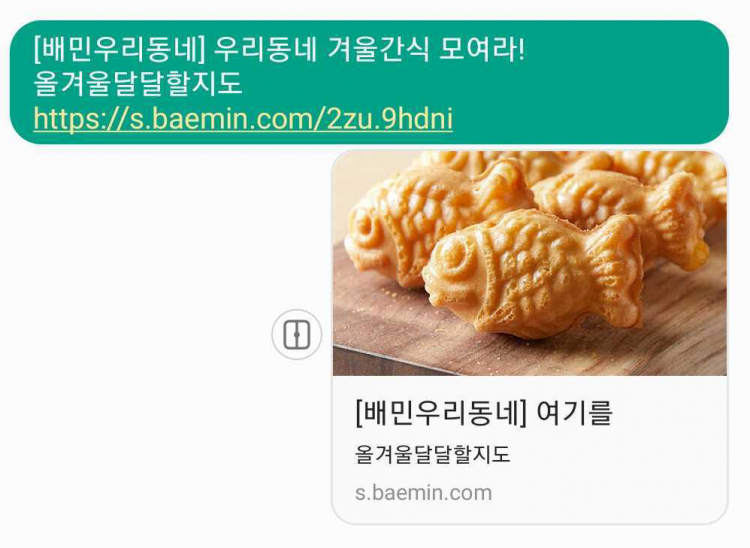 [배민우리동네] 우리동네 겨울간식 모여라!
올겨울달달할지도
https://s.baemin.com/2zu.9hdni
[배민우리동네] 여기를
올겨울달달할지도
s.baemin.com